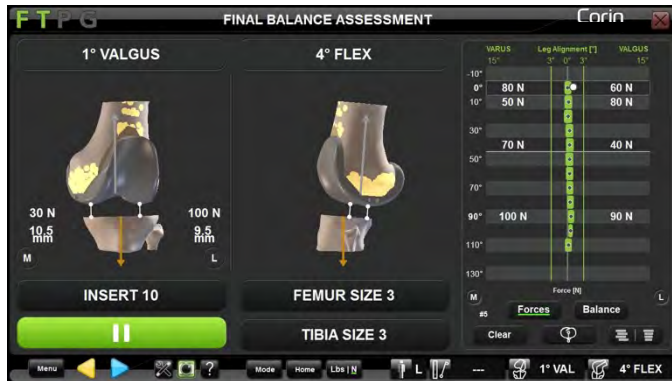 F T P G
FINAL BALANCE ASSESSMENT
Corin
1° VALGUS
4° FLEX
30 N
10.5
mm
M
100 N
9.5
mm
L
INSERT 10
FEMUR SIZE 3
TIBIA SIZE 3
VARUS Leg Alignment [°] VALGUS
15° 3° 0° 3° 15°
-10°
0° 80 N 60 N
10° 50 N 80 N
30°
70 N 40 N
50°
70°
90° 100 N 90 N
110°
130°
Force [N]
M L
#5 Forces Balance
Clear
Menu ? Mode Home Lbs | N L --- 1° VAL 4° FLEX